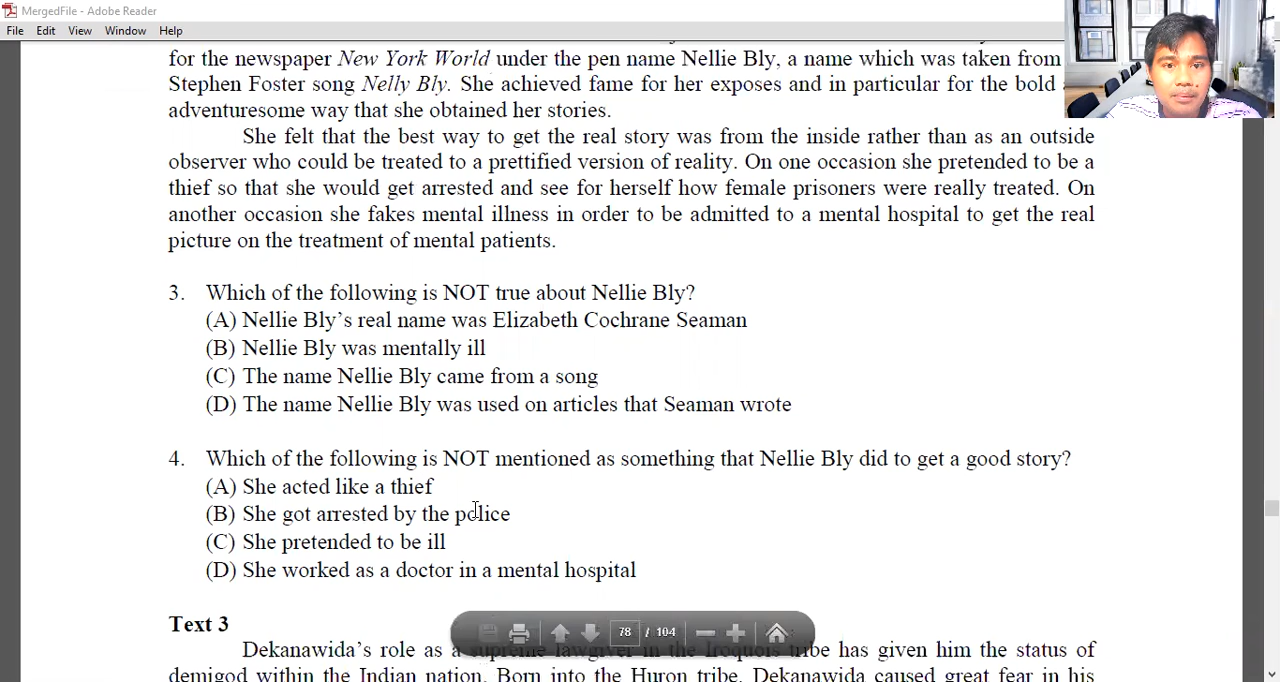 MergedFile - Adobe Reader
File Edit View Window Help
for the newspaper New York World under the pen name Nellie Bly, a name which was taken from
Stephen Foster song Nelly Bly. She achieved fame for her exposes and in particular for the bold
adventuresome way that she obtained her stories.
She felt that the best way to get the real story was from the inside rather than as an outside
observer who could be treated to a prettified version of reality. On one occasion she pretended to be a
thief so that she would get arrested and see for herself how female prisoners were really treated. On
another occasion she fakes mental illness in order to be admitted to a mental hospital to get the real
picture on the treatment of mental patients.
3. Which of the following is NOT true about Nellie Bly?
(A) Nellie Bly's real name was Elizabeth Cochrane Seaman
(B) Nellie Bly was mentally ill
(C) The name Nellie Bly came from a song
(D) The name Nellie Bly was used on articles that Seaman wrote
4. Which of the following is NOT mentioned as something that Nellie Bly did to get a good story?
(A) She acted like a thief
(B) She got arrested by the police
(C) She pretended to be ill
(D) She worked as a doctor in a mental hospital
Text 3
78 / 104
Dekanawida's role as a supreme lawgiver in the Iroquois tribe has given him the status of
demigod within the Indian nation. Born into the Huron tribe, Dekanawida caused great fear in his